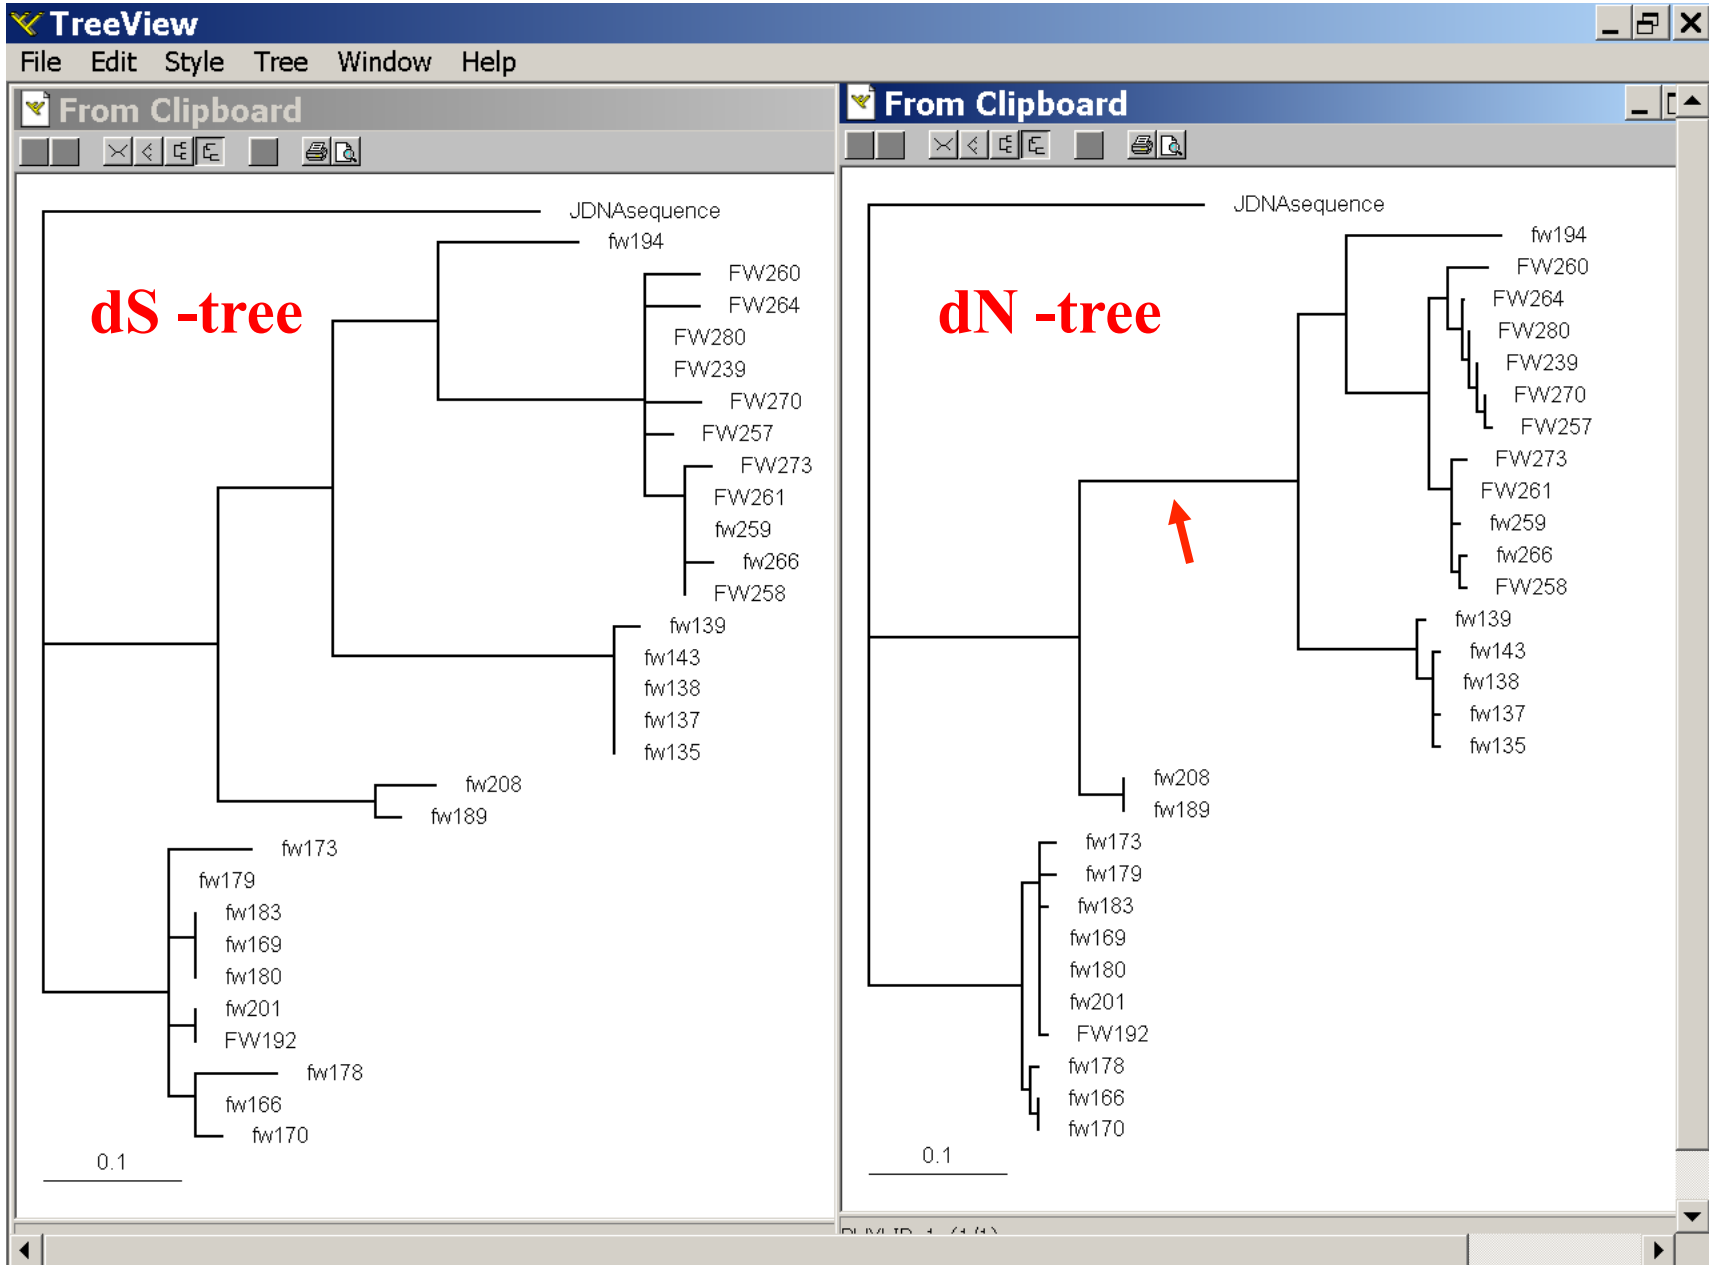 TreeView
File Edit Style Tree Window Help
From Clipboard
JDNAsequence
fw194
FW260
dS -tree
FW264
FW280
FW239
FW270
FW257
FW273
FW261
fw259
fw266
FW258
fw139
fw143
fw138
fw137
fw135
fw208
fw189
fw173
fw179
fw183
fw169
fw180
fw201
FW192
fw178
fw166
fw170
0.1
From Clipboard
JDNAsequence
fw194
FW260
dN -tree
FW264
FW280
FW239
FW270
FW257
FW273
FW261
fw259
fw266
FW258
fw139
fw143
fw138
fw137
fw135
fw208
fw189
fw173
fw179
fw183
fw169
fw180
fw201
FW192
fw178
fw166
fw170
0.1